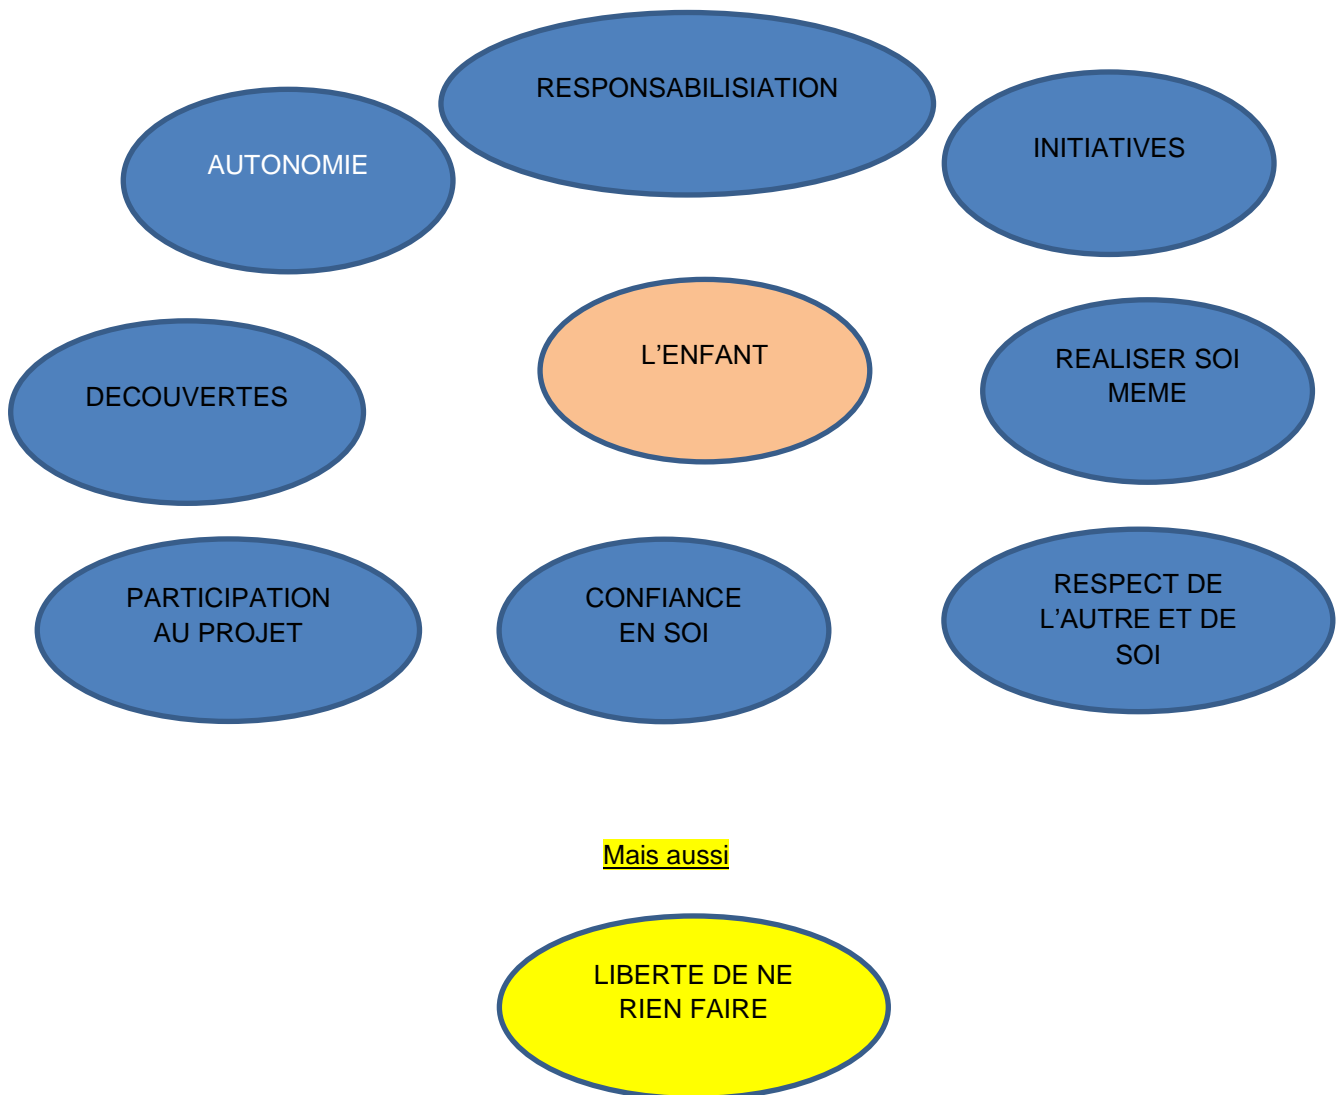 RESPONSABILISIATION
AUTONOMIE
INITIATIVES
L'ENFANT
REALISER SOI
MEME
DECOUVERTES
PARTICIPATION
AU PROJET
CONFIANCE
EN SOI
RESPECT DE
L'AUTRE ET DE
SOI
Mais aussi
LIBERTE DE NE
RIEN FAIRE